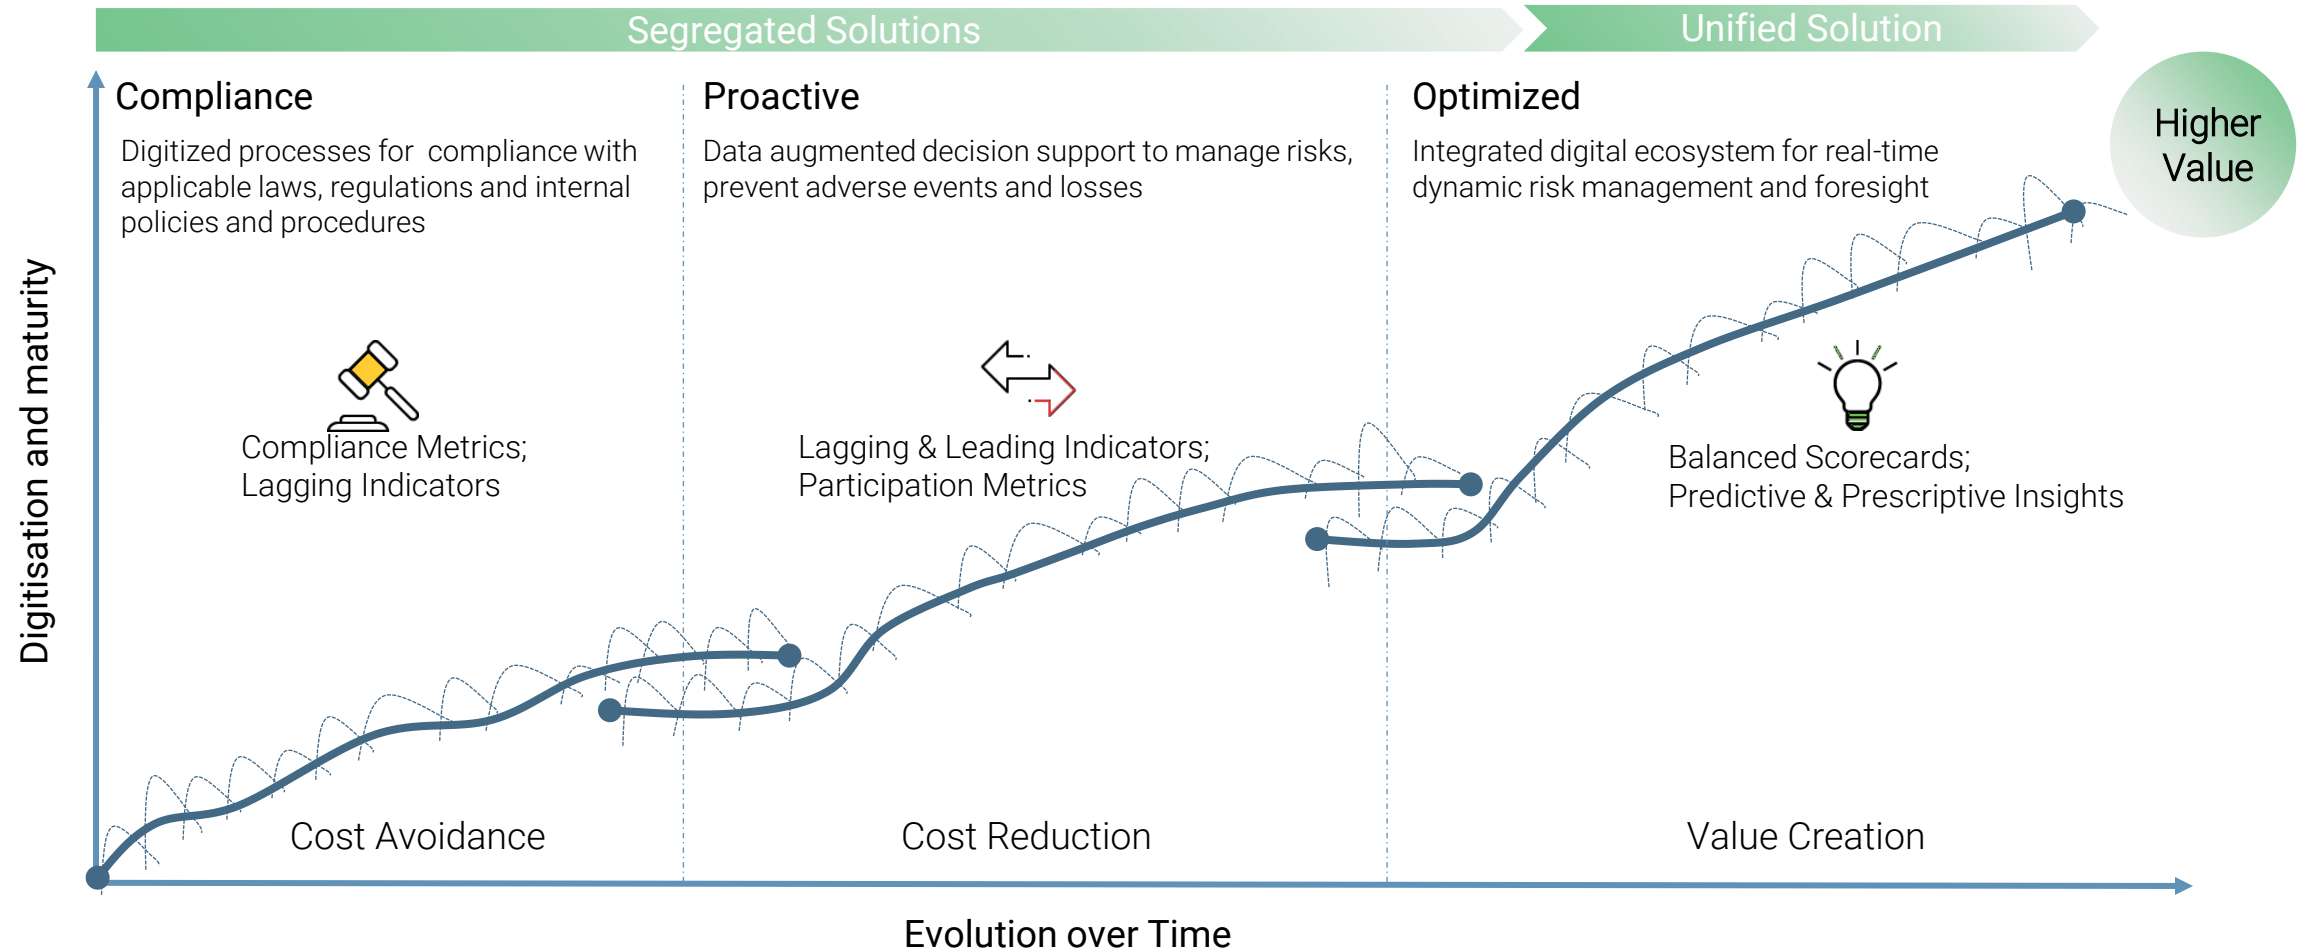 Segregated Solutions
Unified Solution
Compliance
Digitized processes for  compliance with
applicable laws, regulations and internal
policies and procedures
Proactive
Data augmented decision support to manage risks,
prevent adverse events and losses
Optimized
Integrated digital ecosystem for real-time
dynamic risk management and foresight
Higher
Value
Digitisation and maturity
Compliance Metrics;
Lagging Indicators
Lagging & Leading Indicators;
Participation Metrics
Balanced Scorecards;
Predictive & Prescriptive Insights
Cost Avoidance
Cost Reduction
Value Creation
Evolution over Time